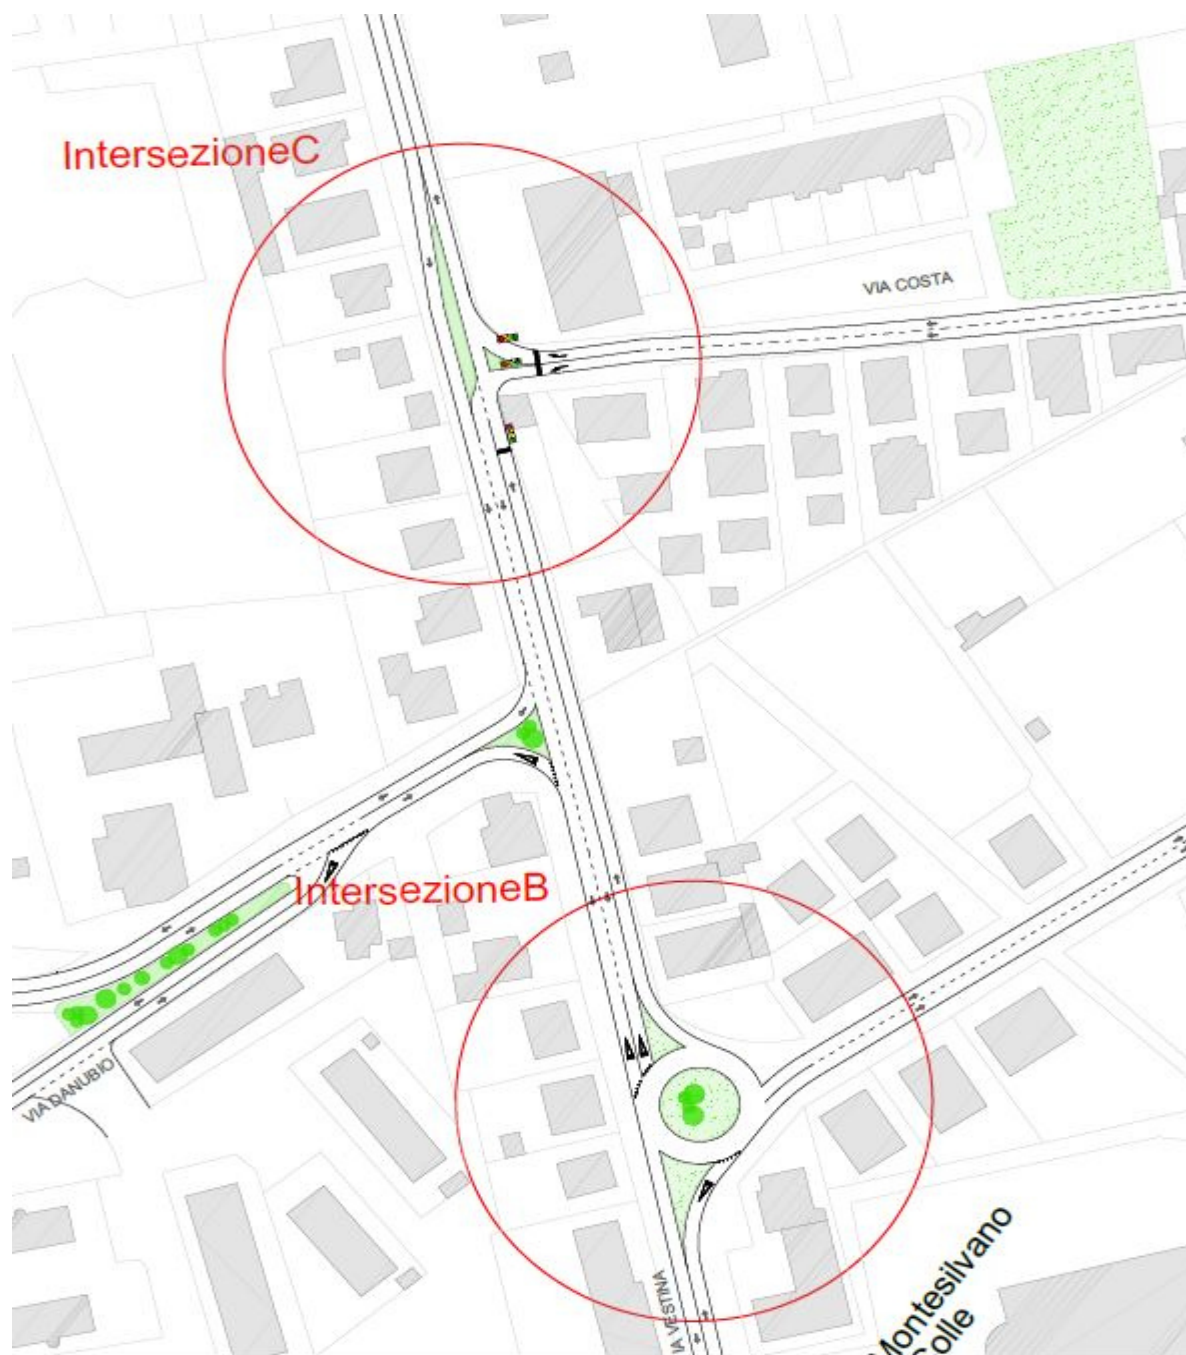 IntersezioneC
VIA COSTA
IntersezioneB
VIA DANUBIO
VIA VESTINA
Montesilvano
Colle